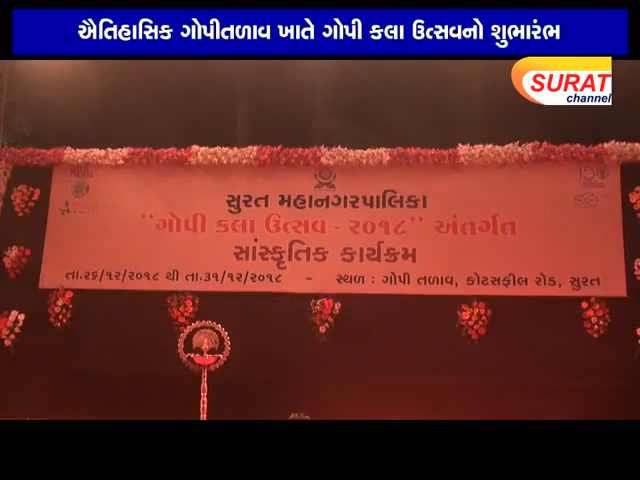 ઐતિહાસિક ગોપીતળાવ ખાતે ગોપી કલા ઉત્સવનો શુભારંભ
SURAT
channel
સુરત મહાનગરપાલિકા
"ગોપી કલા ઉત્સવ - ૨૦૧૮" અંતર્ગત
સાંસ્કૃતિક કાર્યક્રમ
તા.૨૬/૧૨/૨૦૧૮ થી તા.૩૧/૧૨/૨૦૧૮ - સ્થળ : ગોપી તળાવ, કોટસફીલ રોડ, સુરત